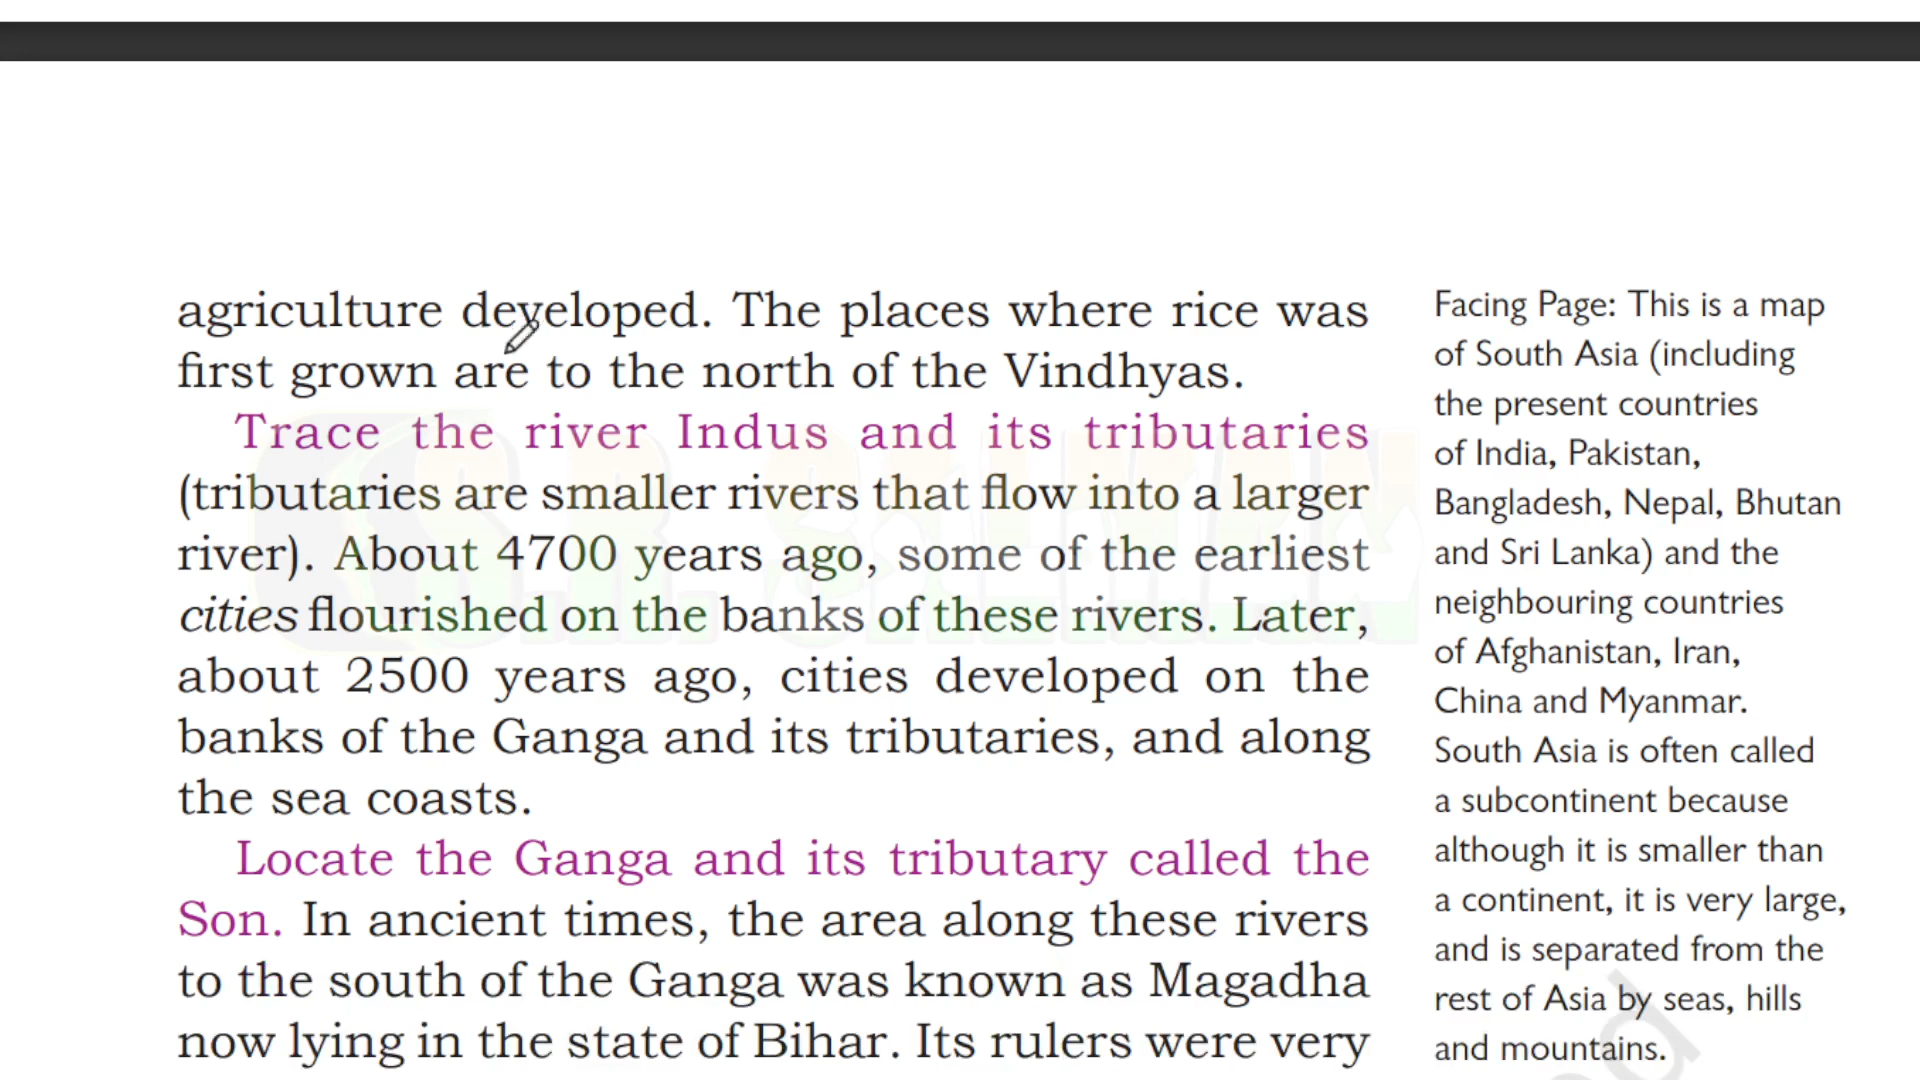 agriculture developed. The places where rice was
first grown are to the north of the Vindhyas.
Trace the river Indus and its tributaries
(tributaries are smaller rivers that flow into a larger
river). About 4700 years ago, some of the earliest
cities flourished on the banks of these rivers. Later,
about 2500 years ago, cities developed on the
banks of the Ganga and its tributaries, and along
the sea coasts.
Locate the Ganga and its tributary called the
Son. In ancient times, the area along these rivers
to the south of the Ganga was known as Magadha
now lying in the state of Bihar. Its rulers were very
Facing Page: This is a map
of South Asia (including
the present countries
of India, Pakistan,
Bangladesh, Nepal, Bhutan
and Sri Lanka) and the
neighbouring countries
of Afghanistan, Iran,
China and Myanmar.
South Asia is often called
a subcontinent because
although it is smaller than
a continent, it is very large,
and is separated from the
rest of Asia by seas, hills
and mountains.